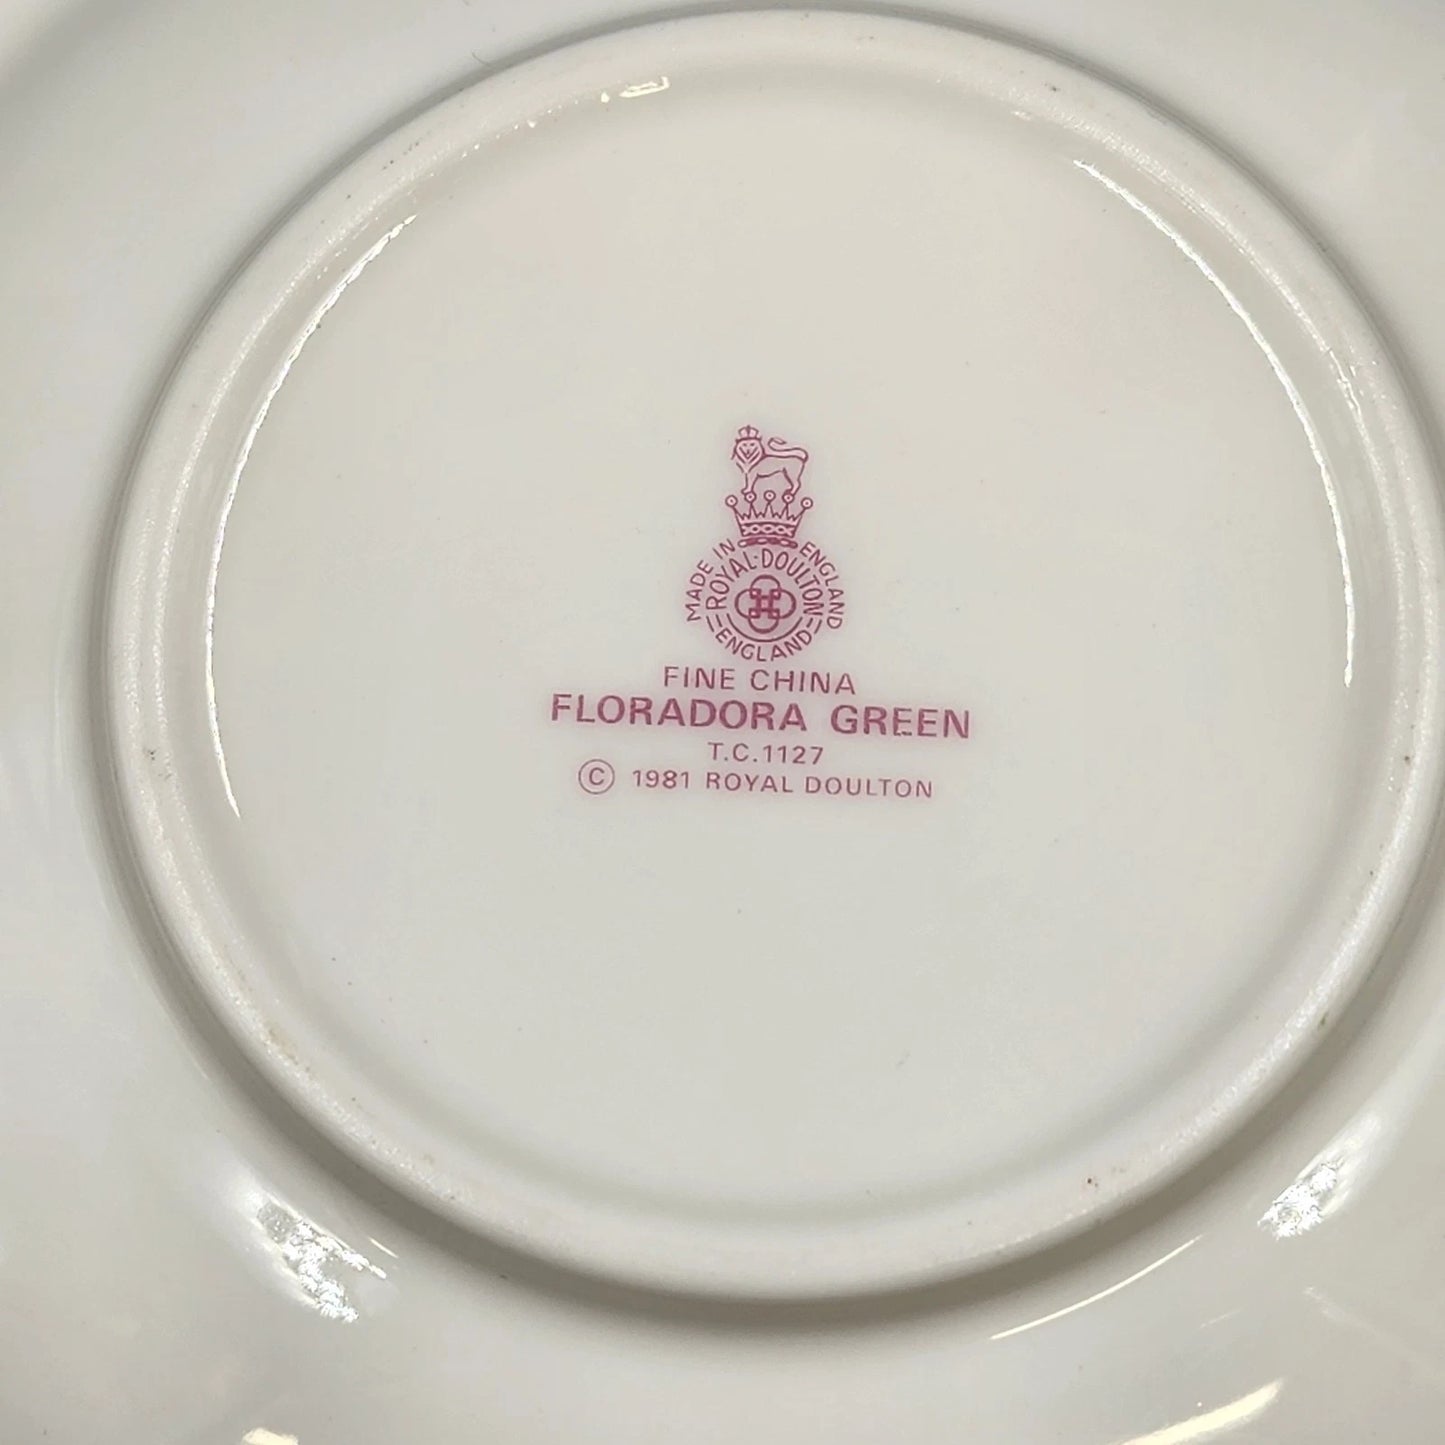 MADE IN ENGLAND
ROYAL·DOULTON
ENGLAND
FINE CHINA
FLORADORA GREEN
T.C.1127
© 1981 ROYAL DOULTON